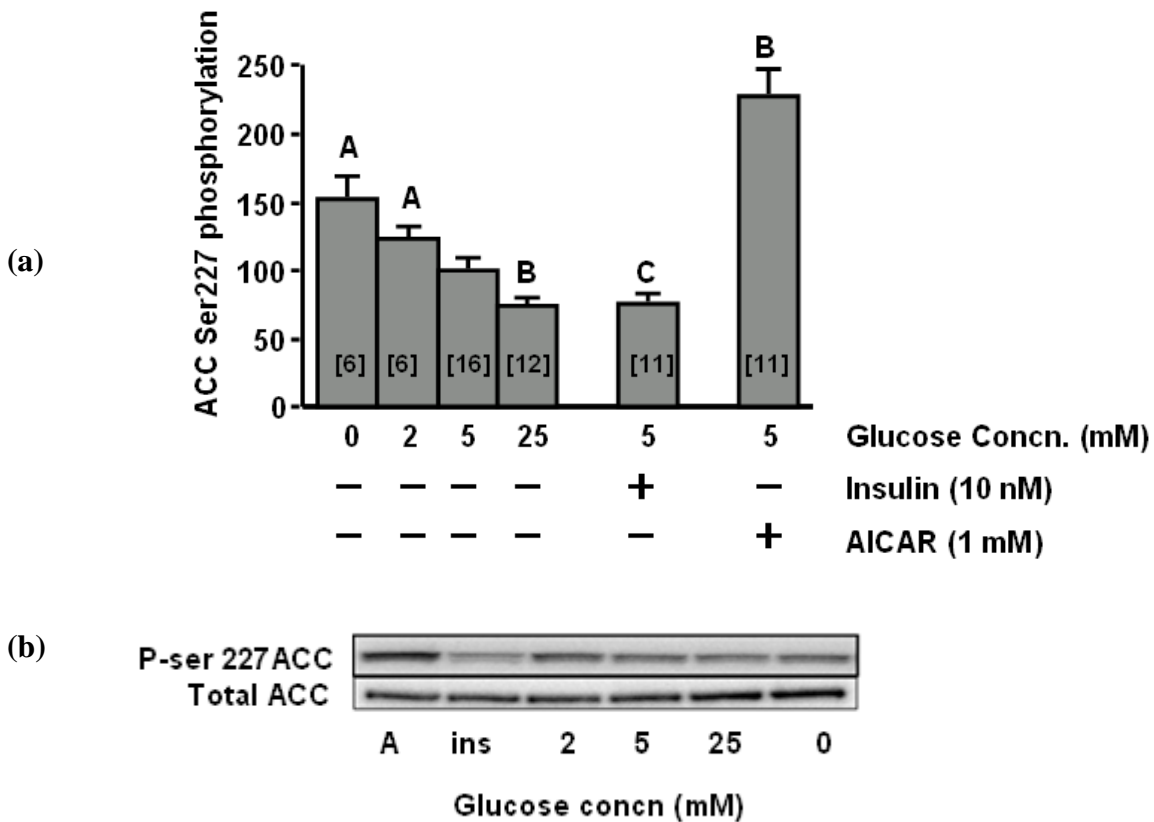 (a)
ACC Ser227 phosphorylation
250
200
150
100
50
0
A
A
B
C
B
[6] [6] [16] [12] [11] [11]
0 2 5 25 5 5 Glucose Concn. (mM)
− − − − + − Insulin (10 nM)
− − − − − + AICAR (1 mM)
(b)
P-ser 227ACC
Total ACC
A ins 2 5 25 0
Glucose concn (mM)